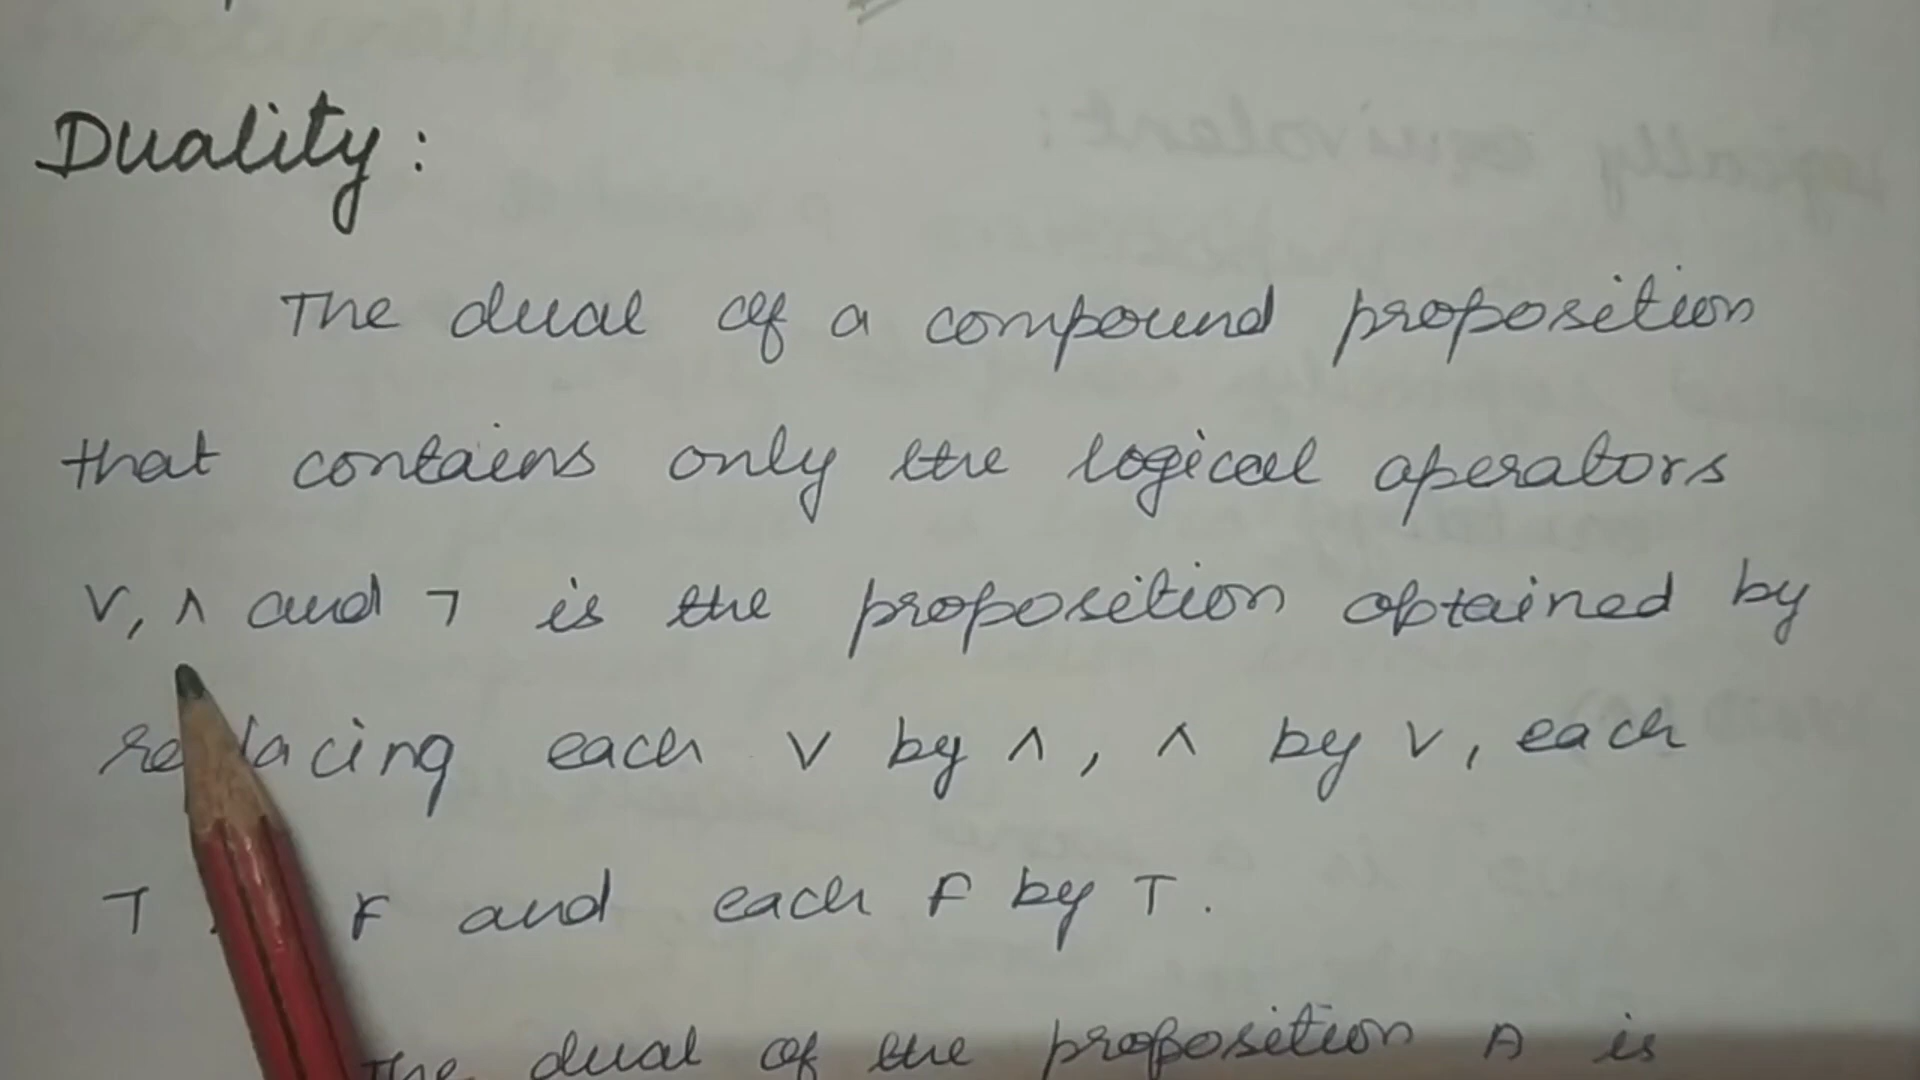 Duality:
The dual of a compound proposition
that contains only the logical operators
∨, ∧ and ¬ is the proposition obtained by
replacing each ∨ by ∧, ∧ by ∨, each
T F and each F by T.
The dual of the proposition A is